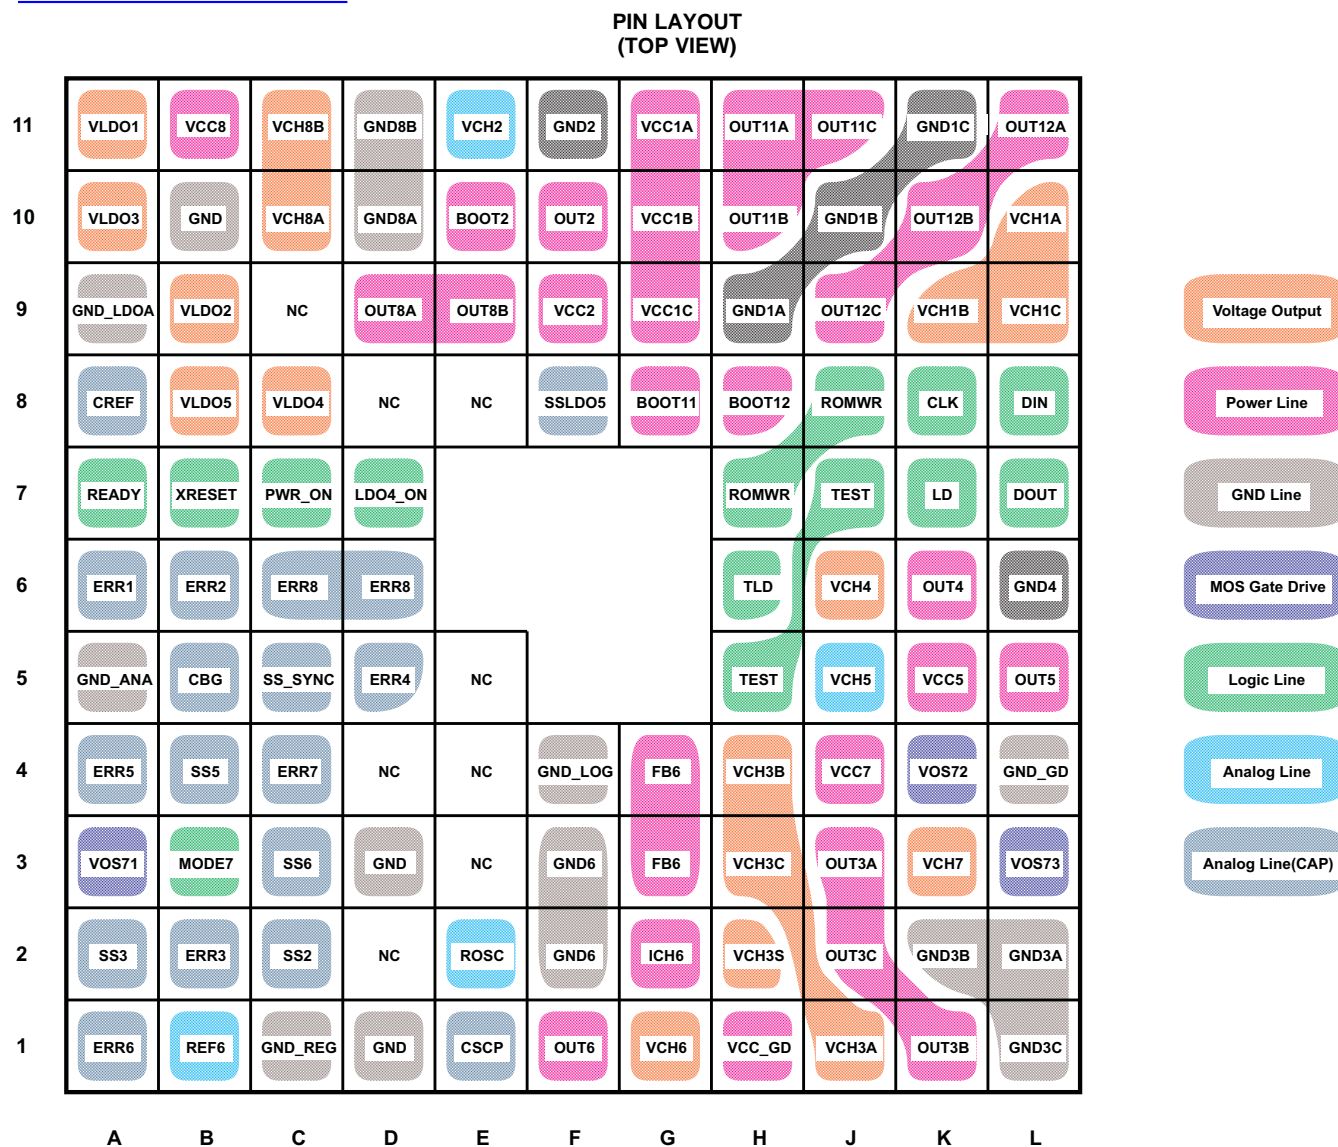 PIN LAYOUT
(TOP VIEW)
11 VLDO1 VCC8 VCH8B GND8B VCH2 GND2 VCC1A OUT11A OUT11C GND1C OUT12A
10 VLDO3 GND VCH8A GND8A BOOT2 OUT2 VCC1B OUT11B GND1B OUT12B VCH1A
9 GND_LDOA VLDO2 NC OUT8A OUT8B VCC2 VCC1C GND1A OUT12C VCH1B VCH1C Voltage Output
8 CREF VLDO5 VLDO4 NC NC SSLDO5 BOOT11 BOOT12 ROMWR CLK DIN Power Line
7 READY XRESET PWR_ON LDO4_ON ROMWR TEST LD DOUT GND Line
6 ERR1 ERR2 ERR8 ERR8 TLD VCH4 OUT4 GND4 MOS Gate Drive
5 GND_ANA CBG SS_SYNC ERR4 NC TEST VCH5 VCC5 OUT5 Logic Line
4 ERR5 SS5 ERR7 NC NC GND_LOG FB6 VCH3B VCC7 VOS72 GND_GD Analog Line
3 VOS71 MODE7 SS6 GND NC GND6 FB6 VCH3C OUT3A VCH7 VOS73 Analog Line(CAP)
2 SS3 ERR3 SS2 NC ROSC GND6 ICH6 VCH3S OUT3C GND3B GND3A
1 ERR6 REF6 GND_REG GND CSCP OUT6 VCH6 VCC_GD VCH3A OUT3B GND3C
A B C D E F G H J K L